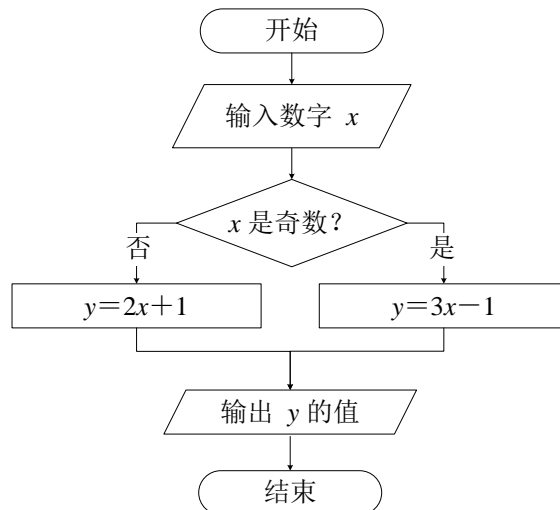 开始
输入数字 x
x 是奇数？
否
是
y＝2x＋1
y＝3x－1
输出 y 的值
结束